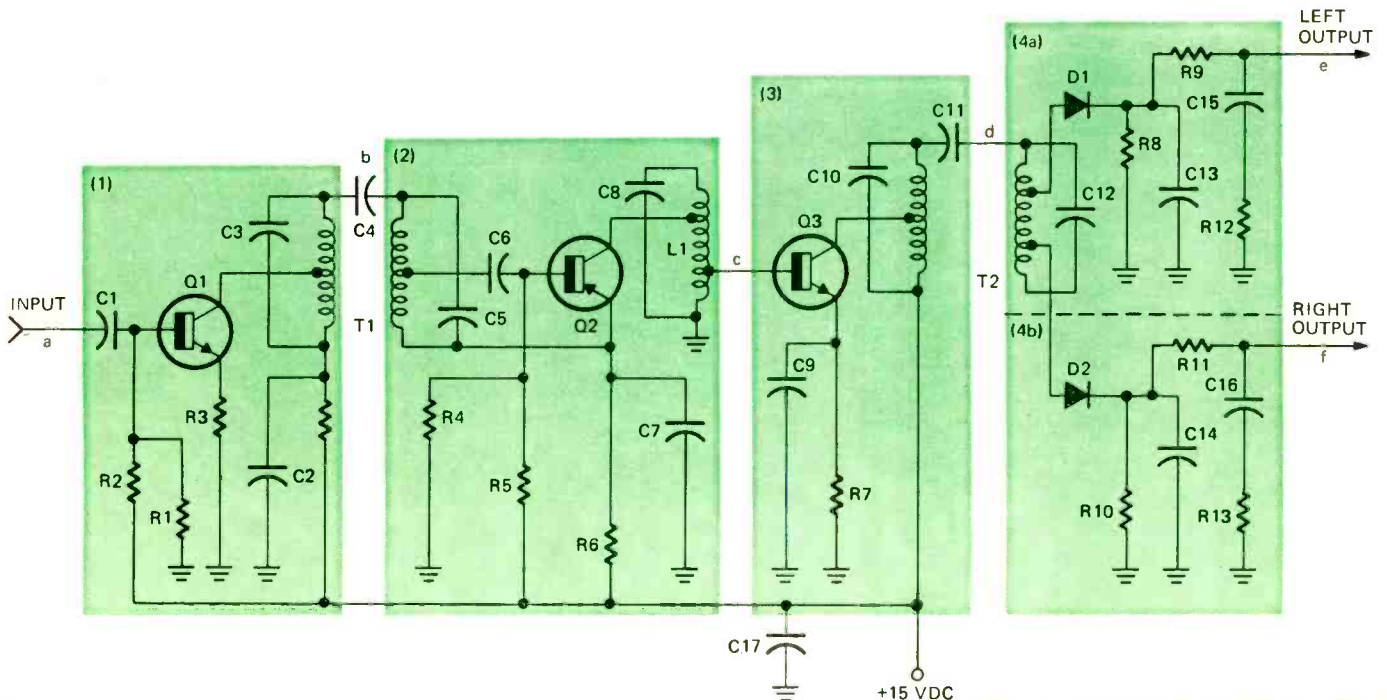 LEFT
OUTPUT
(4a)
R9
e
D1
C15
(3)
C11
d
R8
C13
(1)
b
(2)
C10
C12
R12
C8
C3
C4
C6
L1
Q3
c
T2
RIGHT
OUTPUT
Q1
(4b)
INPUT
C1
T1
C5
Q2
R11
f
a
D2
C16
C9
R3
R4
C7
C14
R2
C2
R5
R7
R1
R10
R13
R6
C17
+15 VDC